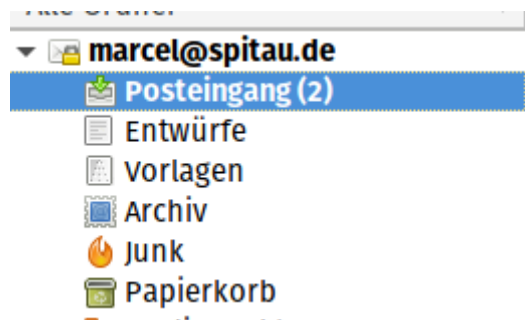 marcel@spitau.de
Posteingang (2)
Entwürfe
Vorlagen
Archiv
Junk
Papierkorb